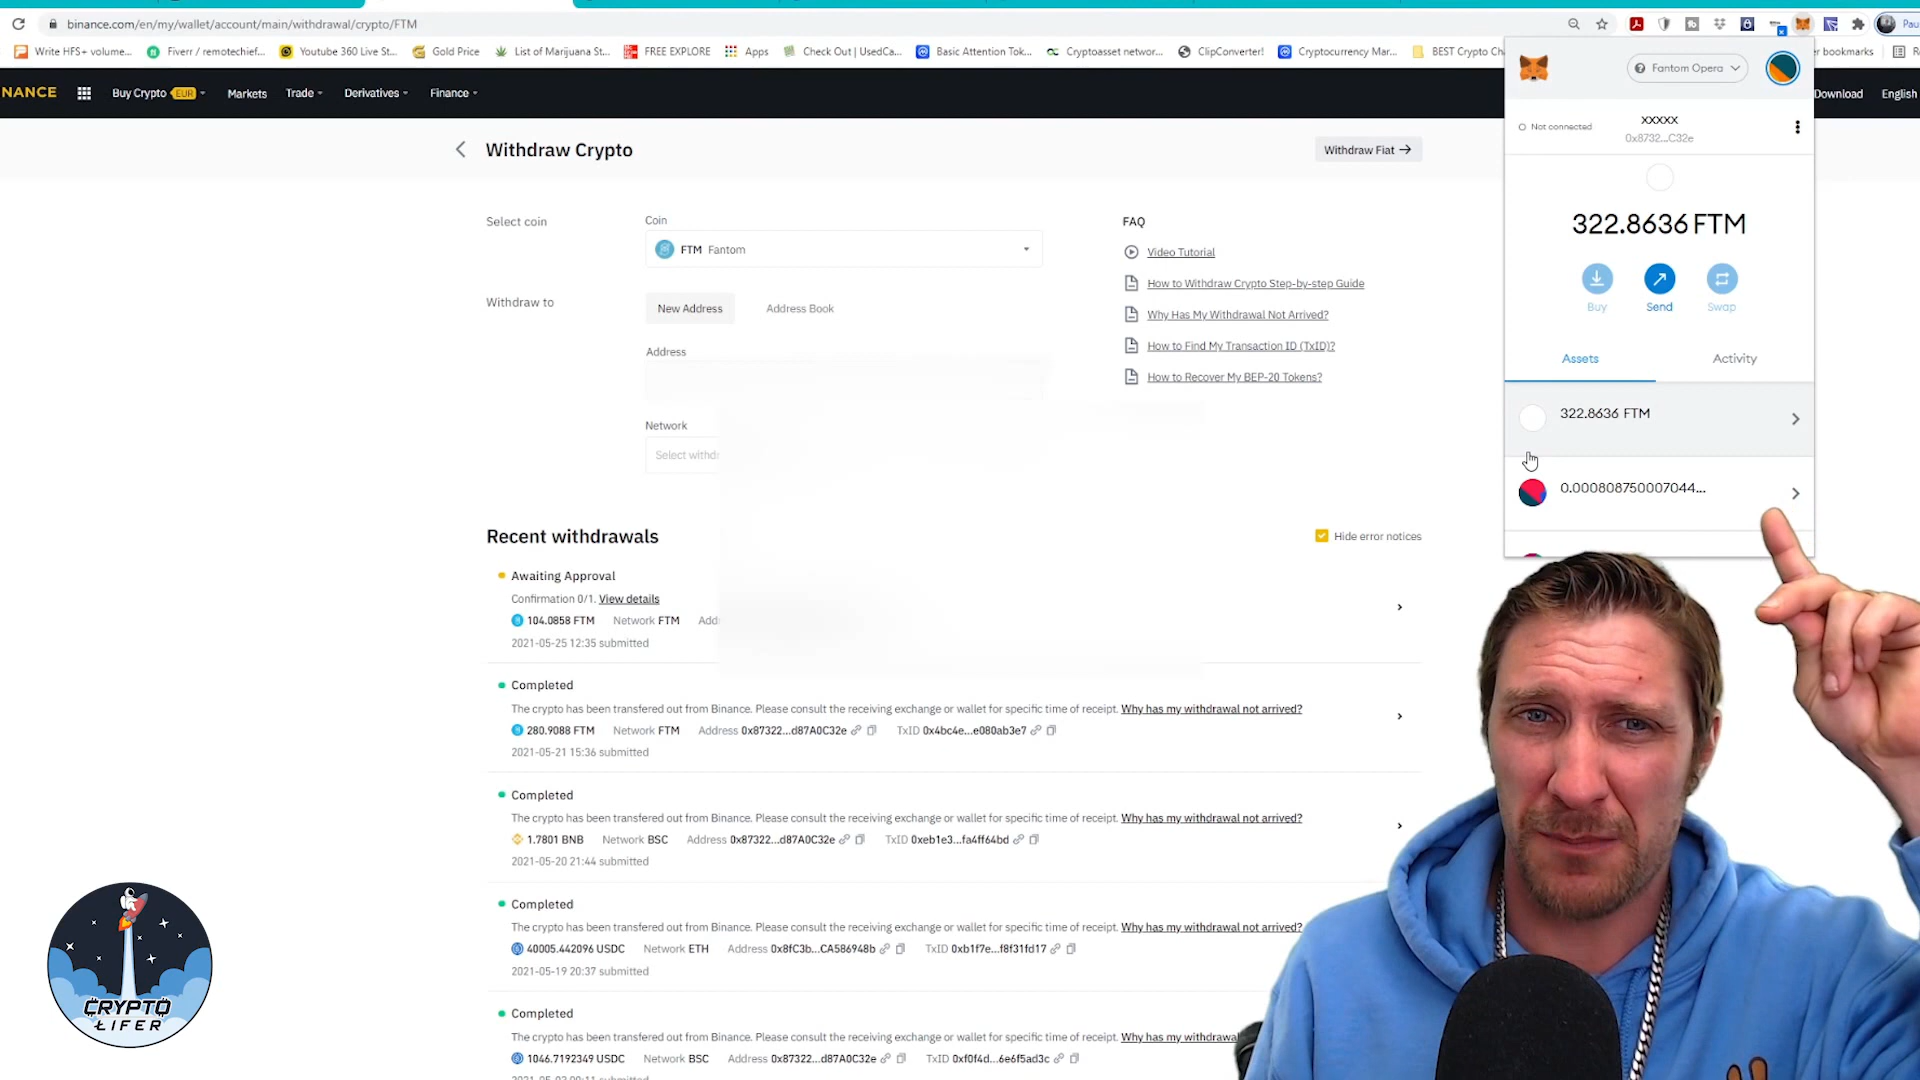 binance.com/en/my/wallet/account/main/withdrawal/crypto/FTM
Pau
Write HFS+ volume...
Fiverr / remotechief...
Youtube 360 Live St...
Gold Price
List of Marijuana St...
FREE EXPLORE
Apps
Check Out | UsedCa...
Basic Attention Tok...
Cryptoasset networ...
ClipConverter!
Cryptocurrency Mar...
BEST Crypto Ch
er bookmarks
NANCE
Buy Crypto EUR
Markets
Trade
Derivatives
Finance
Download
English
Fantom Opera
Not connected
xxxxx
0x8732...C32e
322.8636 FTM
Buy
Send
Swap
Assets
Activity
322.8636 FTM
0.000808750007044...
Withdraw Crypto
Withdraw Fiat
Select coin
Coin
FTM Fantom
Withdraw to
New Address
Address Book
Address
Network
Select withdr
FAQ
Video Tutorial
How to Withdraw Crypto Step-by-step Guide
Why Has My Withdrawal Not Arrived?
How to Find My Transaction ID (TxID)?
How to Recover My BEP-20 Tokens?
Recent withdrawals
Hide error notices
Awaiting Approval
Confirmation 0/1. View details
104.0858 FTM Network FTM Add
2021-05-25 12:35 submitted
Completed
The crypto has been transfered out from Binance. Please consult the receiving exchange or wallet for specific time of receipt. Why has my withdrawal not arrived?
280.9088 FTM Network FTM Address 0x87322...d87A0C32e TxID 0x4bc4e...e080ab3e7
2021-05-21 15:36 submitted
Completed
The crypto has been transfered out from Binance. Please consult the receiving exchange or wallet for specific time of receipt. Why has my withdrawal not arrived?
1.7801 BNB Network BSC Address 0x87322...d87A0C32e TxID 0xeb1e3...fa4ff64bd
2021-05-20 21:44 submitted
Completed
The crypto has been transfered out from Binance. Please consult the receiving exchange or wallet for specific time of receipt. Why has my withdrawal not arrived?
40005.442096 USDC Network ETH Address 0x8fC3b...CA586948b TxID 0xb1f7e...f8f31fd17
2021-05-19 20:37 submitted
Completed
The crypto has been transfered out from Binance. Please consult the receiving exchange or wallet for specific time of receipt. Why has my withdrawal
1046.7192349 USDC Network BSC Address 0x87322...d87A0C32e TxID 0xf0f4d...6e6f5ad3c
CRYPTO
ŁIFER